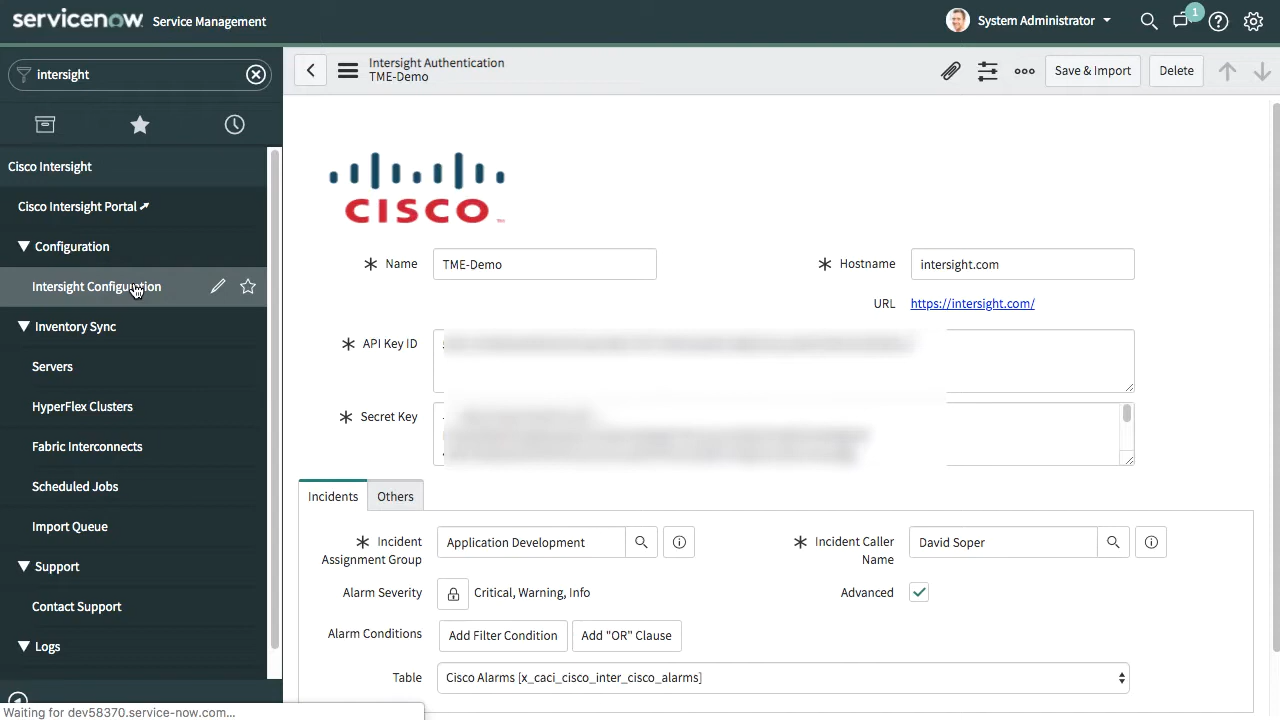 servicenow Service Management
System Administrator
1
intersight
Cisco Intersight
Cisco Intersight Portal
Configuration
Intersight Configuration
Inventory Sync
Servers
HyperFlex Clusters
Fabric Interconnects
Scheduled Jobs
Import Queue
Support
Contact Support
Logs
Waiting for dev58370.service-now.com...
Intersight Authentication
TME-Demo
Save & Import
Delete
CISCO
Name
TME-Demo
Hostname
intersight.com
URL
https://intersight.com/
API Key ID
Secret Key
Incidents
Others
Incident
Assignment Group
Application Development
Incident Caller
Name
David Soper
Alarm Severity
Critical, Warning, Info
Advanced
Alarm Conditions
Add Filter Condition
Add "OR" Clause
Table
Cisco Alarms [x_caci_cisco_inter_cisco_alarms]